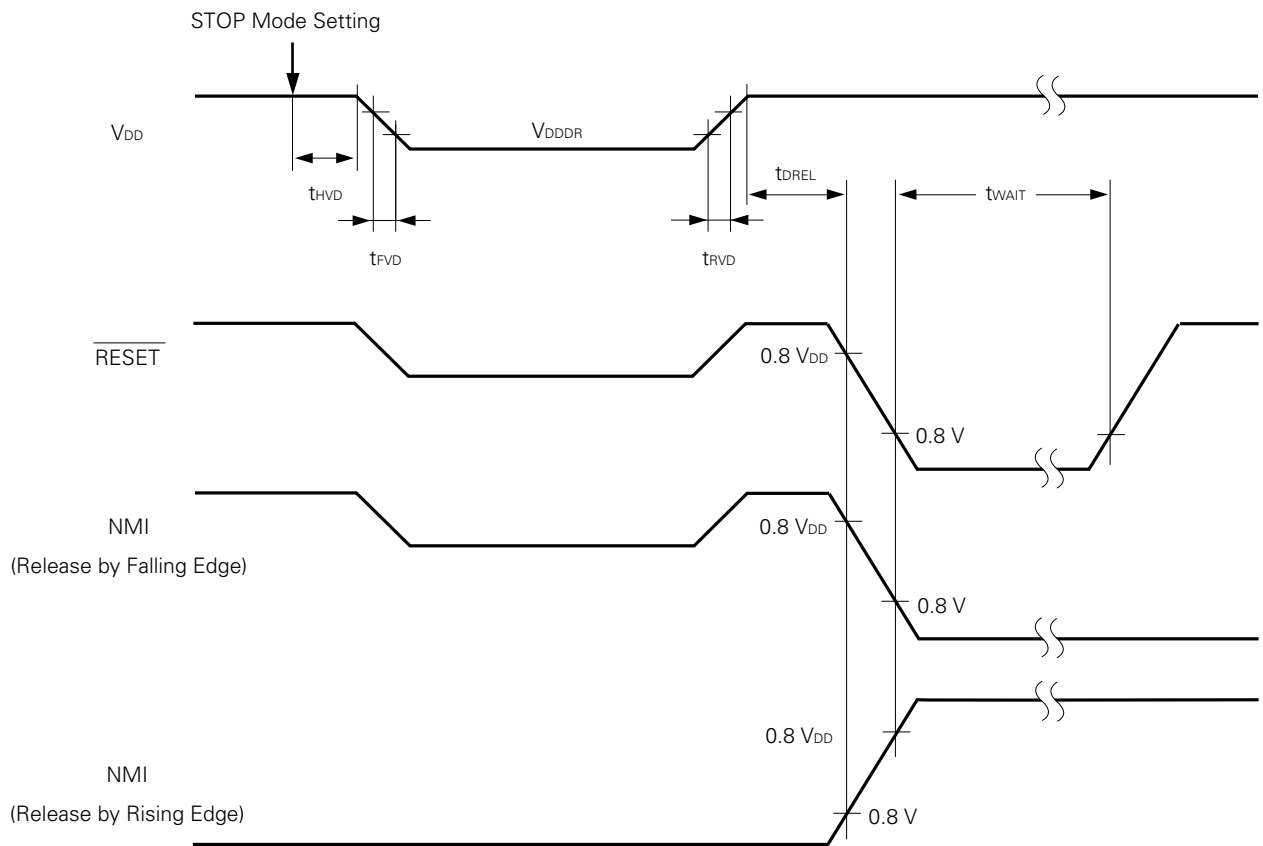 STOP Mode Setting
VDD
VDDDR
tHVD
tFVD
tRVD
tDREL
tWAIT
RESET
0.8 VDD
0.8 V
NMI
(Release by Falling Edge)
0.8 VDD
0.8 V
NMI
(Release by Rising Edge)
0.8 VDD
0.8 V